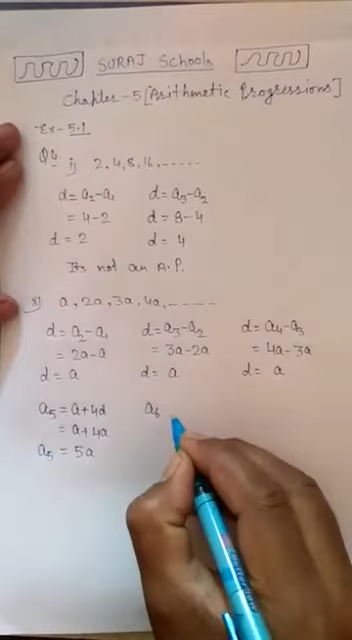 SURAJ Schools
Chapter-5 [Arithmetic Progressions]
Ex-5.1
Q4. i) 2, 4, 8, 16, -----
d = a₂-a₁ d = a₃-a₂
= 4-2 d = 8-4
d = 2 d = 4
Its not an A.P.
x) a, 2a, 3a, 4a, -----
d = a₂-a₁ d = a₃-a₂ d = a₄-a₃
= 2a-a = 3a-2a = 4a-3a
d = a d = a d = a
a₅ = a+4d a₆
= a+4a
a₅ = 5a